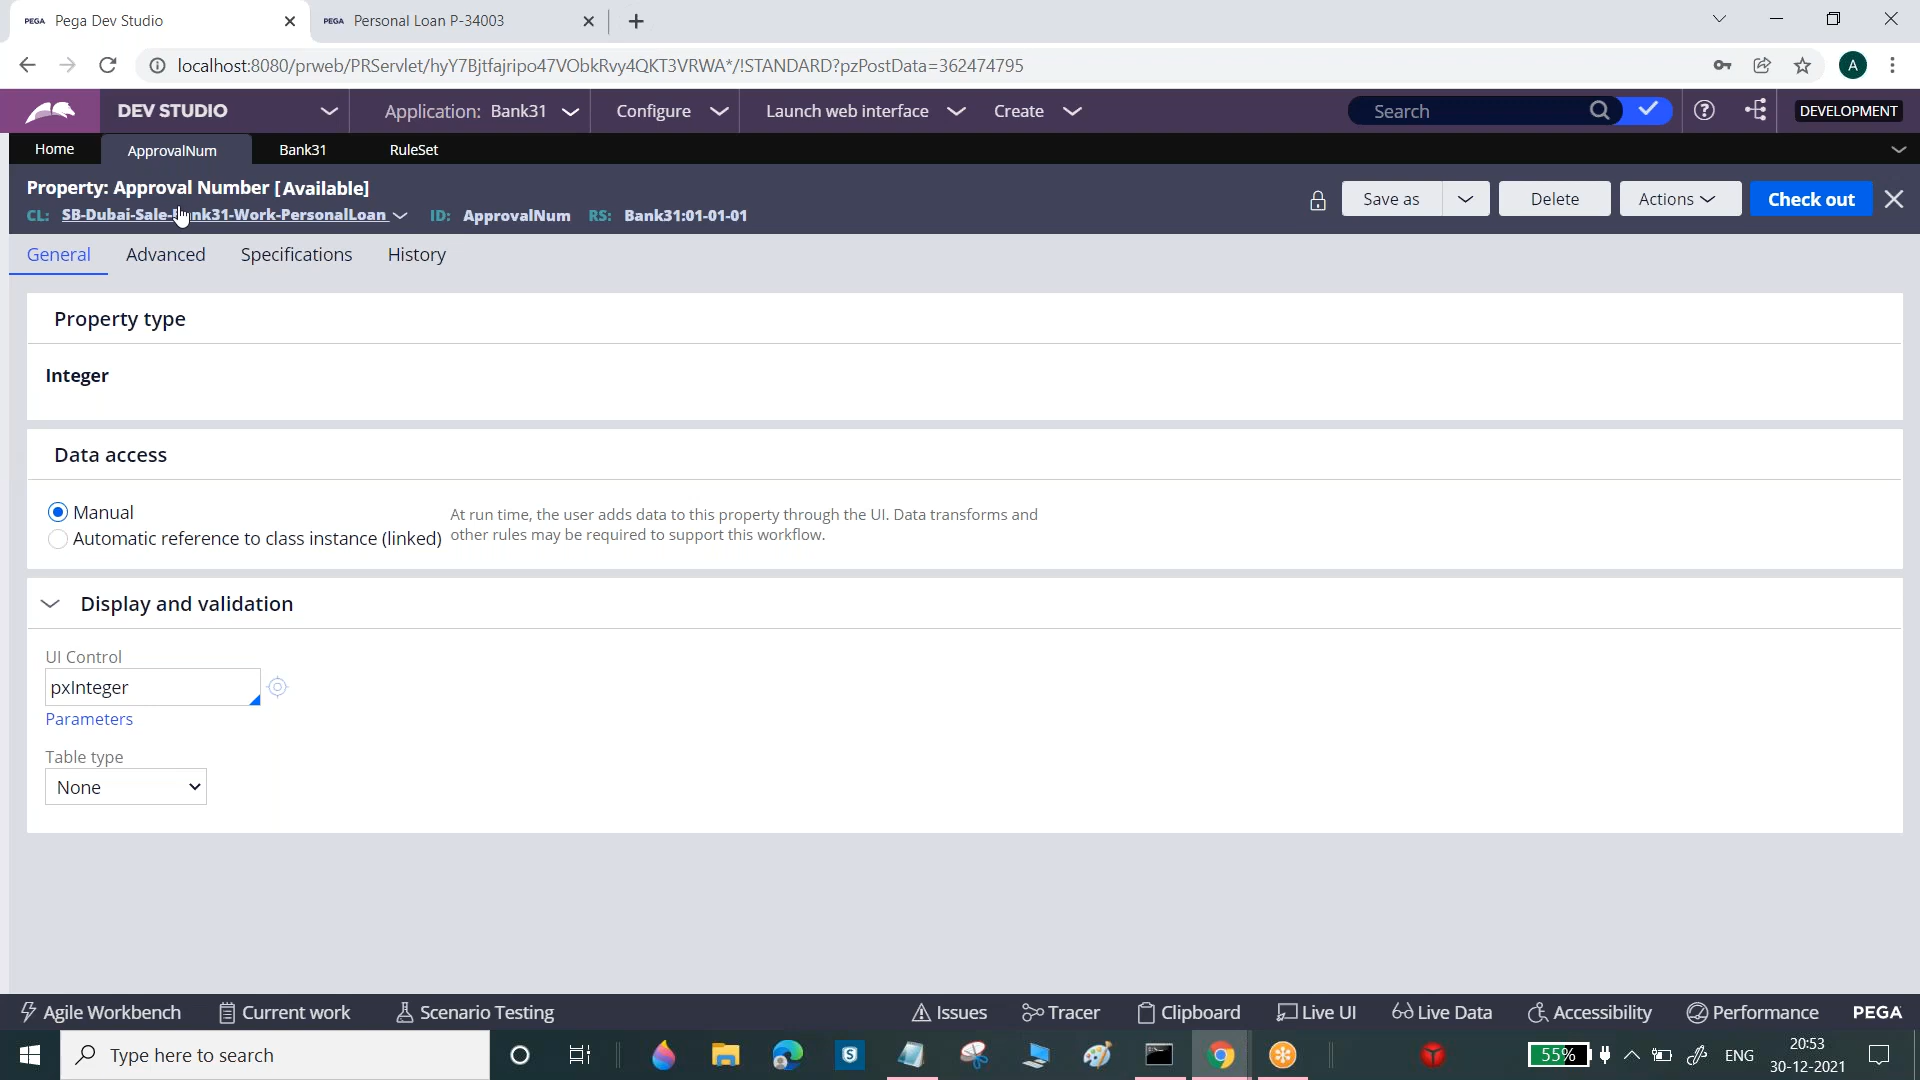 PEGA Pega Dev Studio
PEGA Personal Loan P-34003
localhost:8080/prweb/PRServlet/hyY7Bjtfajripo47VObkRvy4QKT3VRWA*/!STANDARD?pzPostData=362474795
A
DEV STUDIO
Application: Bank31
Configure
Launch web interface
Create
Search
DEVELOPMENT
Home
ApprovalNum
Bank31
RuleSet
Property: Approval Number [Available]
CL: SB-Dubai-Sale-Bank31-Work-PersonalLoan ID: ApprovalNum RS: Bank31:01-01-01
Save as
Delete
Actions
Check out
General
Advanced
Specifications
History
Property type
Integer
Data access
Manual
Automatic reference to class instance (linked)
At run time, the user adds data to this property through the UI. Data transforms and
other rules may be required to support this workflow.
Display and validation
UI Control
pxInteger
Parameters
Table type
None
Agile Workbench
Current work
Scenario Testing
Issues
Tracer
Clipboard
Live UI
Live Data
Accessibility
Performance
PEGA
Type here to search
55%
ENG
20:53
30-12-2021